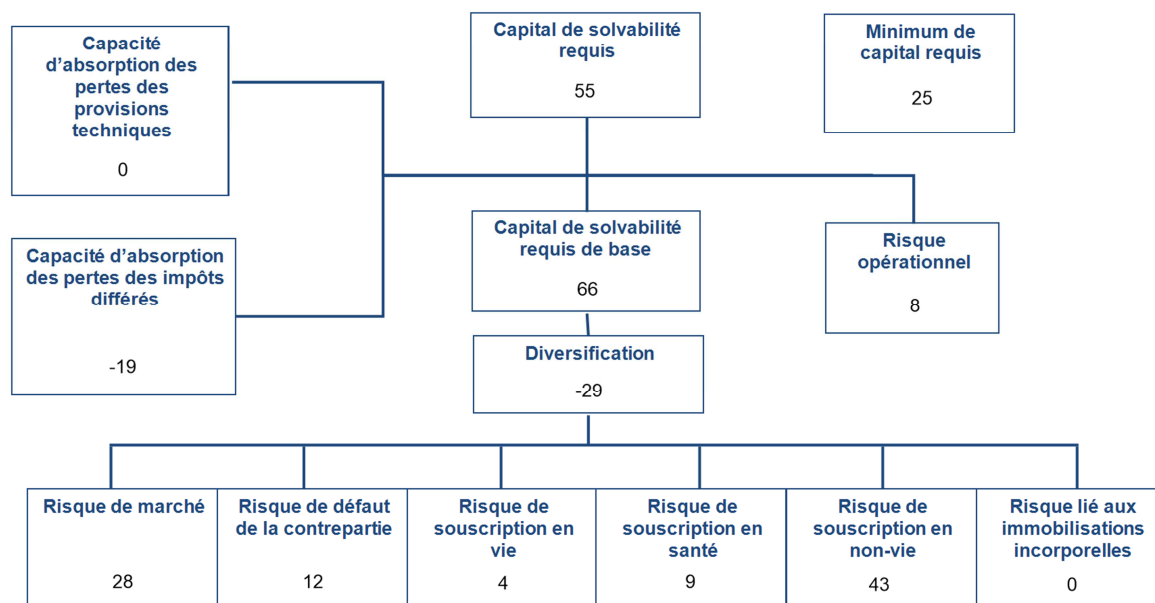 Capacité
d’absorption des
pertes des
provisions
techniques
0
Capital de solvabilité
requis
55
Minimum de
capital requis
25
Capacité d’absorption
des pertes des impôts
différés
-19
Capital de solvabilité
requis de base
66
Risque
opérationnel
8
Diversification
-29
Risque de marché
28
Risque de défaut
de la contrepartie
12
Risque de
souscription en
vie
4
Risque de
souscription en
santé
9
Risque de
souscription en
non-vie
43
Risque lié aux
immobilisations
incorporelles
0